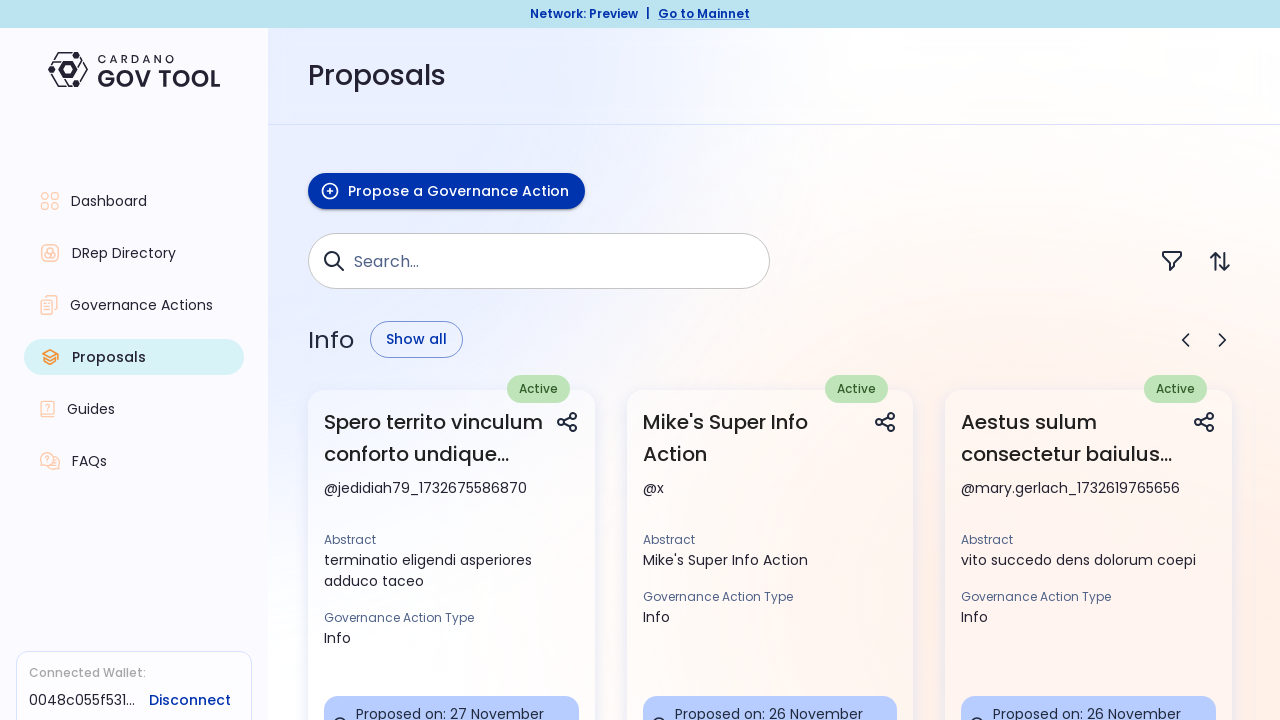 Network: Preview | Go to Mainnet
CARDANO
GOV TOOL
Proposals
Dashboard
DRep Directory
Governance Actions
Proposals
Guides
FAQs
Connected Wallet:
0048c055f531... Disconnect
Propose a Governance Action
Search...
Info Show all
Active
Spero territo vinculum
conforto undique...
@jedidiah79_1732675586870
Abstract
terminatio eligendi asperiores
adduco taceo
Governance Action Type
Info
Proposed on: 27 November
Active
Mike's Super Info
Action
@x
Abstract
Mike's Super Info Action
Governance Action Type
Info
Proposed on: 26 November
Active
Aestus sulum
consectetur baiulus...
@mary.gerlach_1732619765656
Abstract
vito succedo dens dolorum coepi
Governance Action Type
Info
Proposed on: 26 November